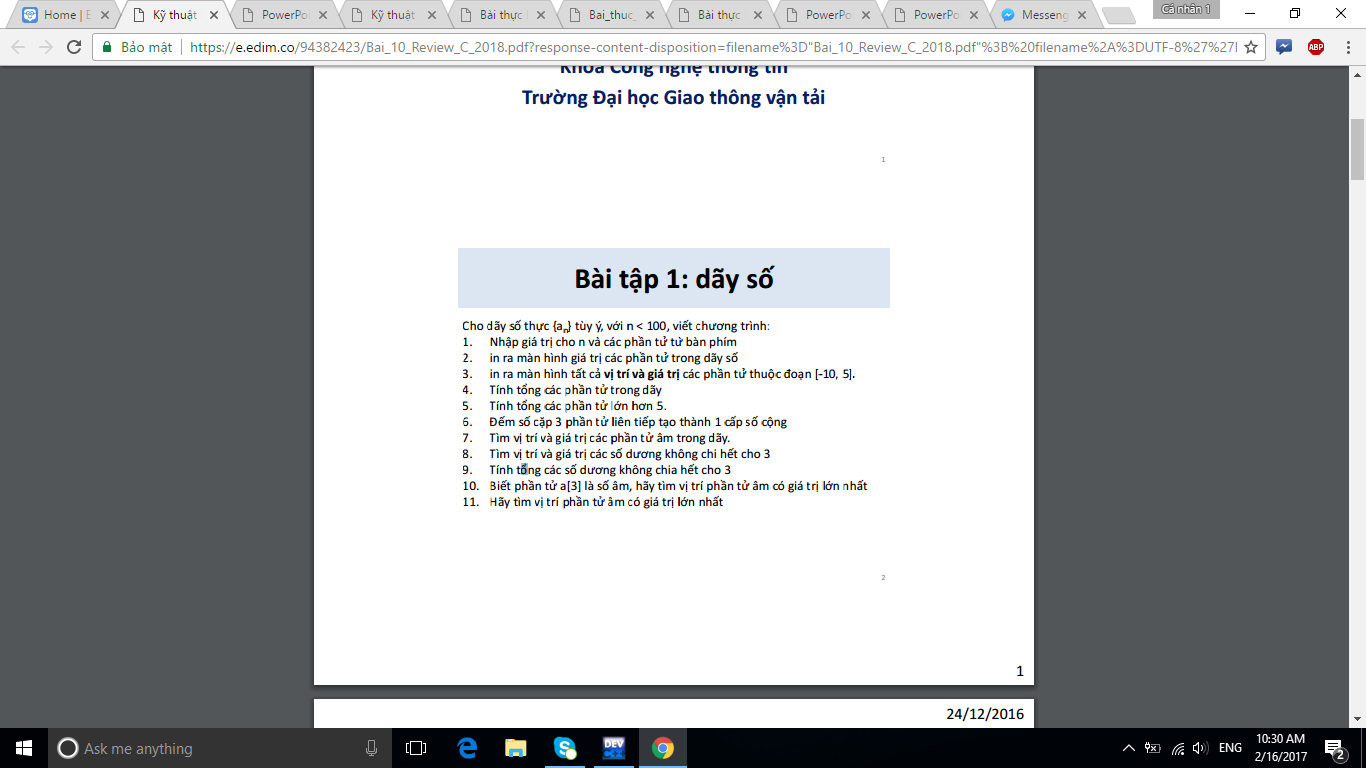 Home | E
Kỹ thuật
PowerPo
Kỹ thuật
Bài thực
Bai_thuc_
Bài thực
PowerPo
PowerPo
Messeng
Cá nhân 1
Bảo mật
https://e.edim.co/94382423/Bai_10_Review_C_2018.pdf?response-content-disposition=filename%3D"Bai_10_Review_C_2018.pdf"%3B%20filename%2A%3DUTF-8%27%27
ABP
Khoa Công nghệ thông tin
Trường Đại học Giao thông vận tải
1
Bài tập 1: dãy số
Cho dãy số thực {aₙ} tùy ý, với n < 100, viết chương trình:
1. Nhập giá trị cho n và các phần tử từ bàn phím
2. in ra màn hình giá trị các phần tử trong dãy số
3. in ra màn hình tất cả vị trí và giá trị các phần tử thuộc đoạn [-10, 5].
4. Tính tổng các phần tử trong dãy
5. Tính tổng các phần tử lớn hơn 5.
6. Đếm số cặp 3 phần tử liên tiếp tạo thành 1 cấp số cộng
7. Tìm vị trí và giá trị các phần tử âm trong dãy.
8. Tìm vị trí và giá trị các số dương không chi hết cho 3
9. Tính tổng các số dương không chia hết cho 3
10. Biết phần tử a[3] là số âm, hãy tìm vị trí phần tử âm có giá trị lớn nhất
11. Hãy tìm vị trí phần tử âm có giá trị lớn nhất
2
1
24/12/2016
Ask me anything
DEV
ENG
10:30 AM
2/16/2017
2